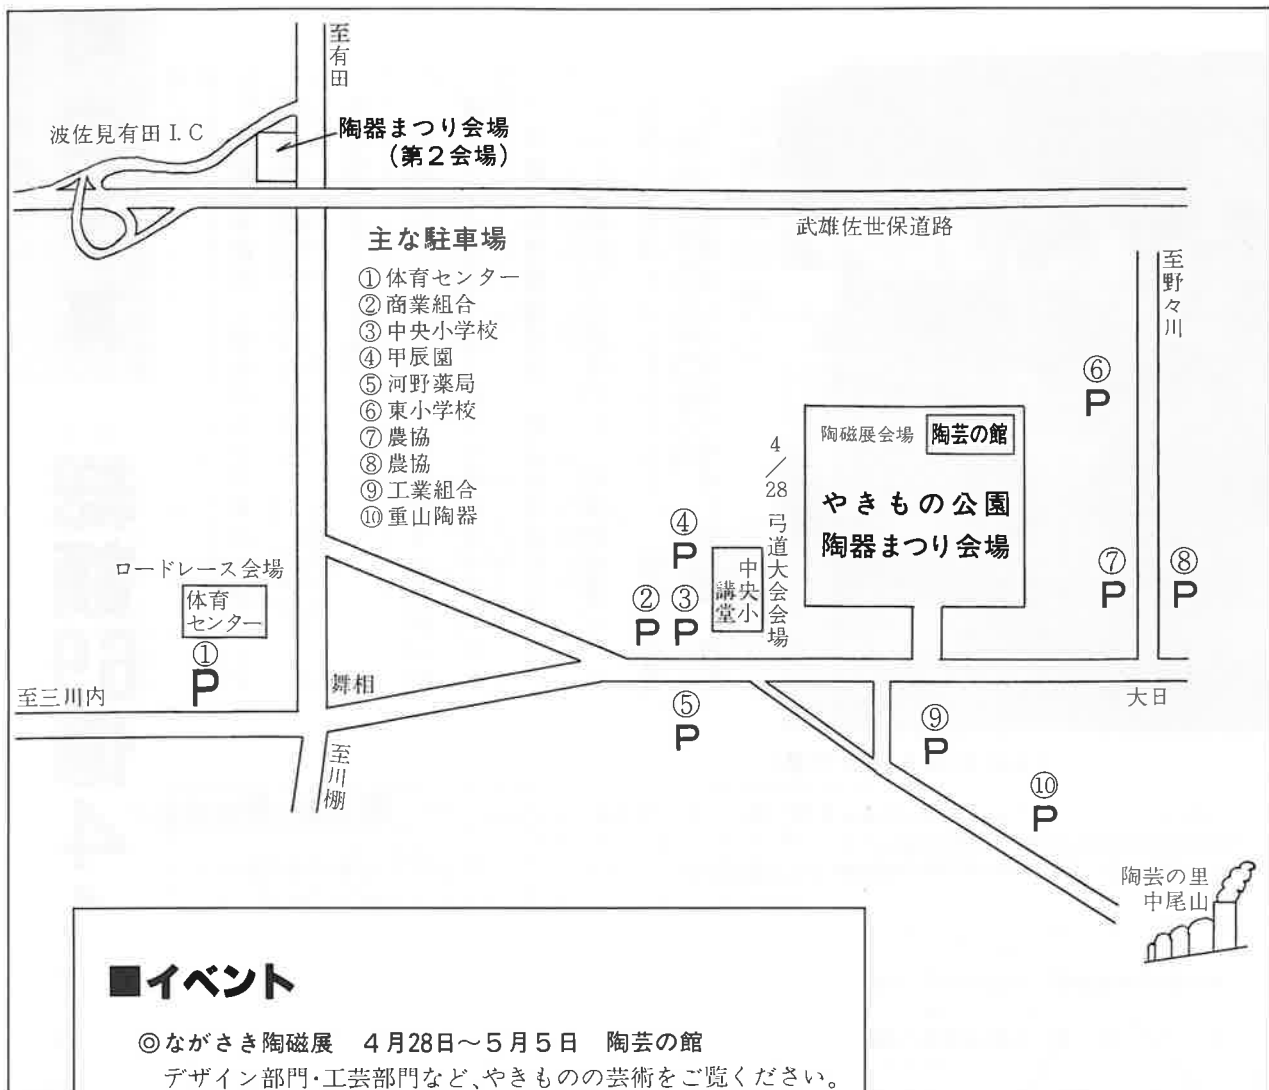 至有田
波佐見有田 I.C
陶器まつり会場
(第2会場)
武雄佐世保道路
主な駐車場
①体育センター
②商業組合
③中央小学校
④甲辰園
⑤河野薬局
⑥東小学校
⑦農協
⑧農協
⑨工業組合
⑩重山陶器
至野々川
⑥
P
陶磁展会場
陶芸の館
やきもの公園
陶器まつり会場
4/28 弓道大会会場
④
P
中央小
講堂
②
P
③
P
⑦
P
⑧
P
ロードレース会場
体育
センター
①
P
至三川内
舞相
至川棚
⑤
P
大日
⑨
P
⑩
P
陶芸の里
中尾山
■イベント
◎ながさき陶磁展 4月28日〜5月5日 陶芸の館
デザイン部門・工芸部門など、やきものの芸術をご覧ください。